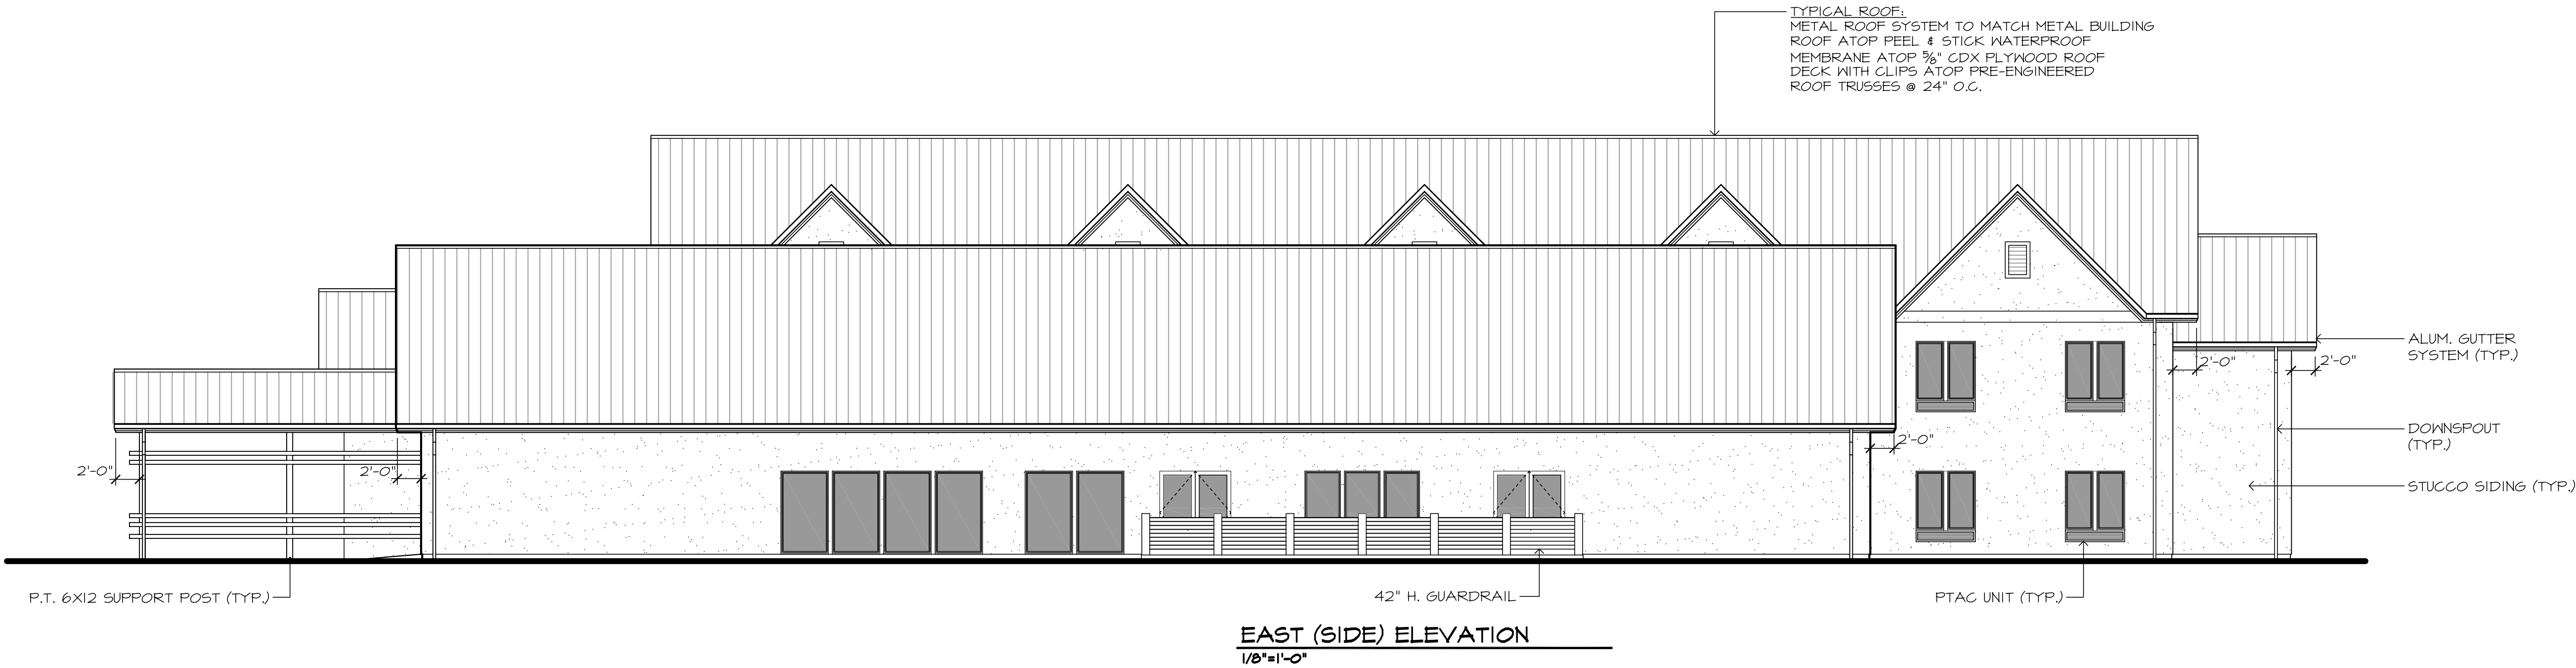 TYPICAL ROOF:
METAL ROOF SYSTEM TO MATCH METAL BUILDING
ROOF ATOP PEEL & STICK WATERPROOF
MEMBRANE ATOP 5/8" CDX PLYWOOD ROOF
DECK WITH CLIPS ATOP PRE-ENGINEERED
ROOF TRUSSES @ 24" O.C.
ALUM. GUTTER
SYSTEM (TYP.)
2'-0"
2'-0"
DOWNSPOUT
(TYP.)
2'-0"
2'-0"
2'-0"
STUCCO SIDING (TYP.)
P.T. 6X12 SUPPORT POST (TYP.)
42" H. GUARDRAIL
PTAC UNIT (TYP.)
EAST (SIDE) ELEVATION
1/8"=1'-0"